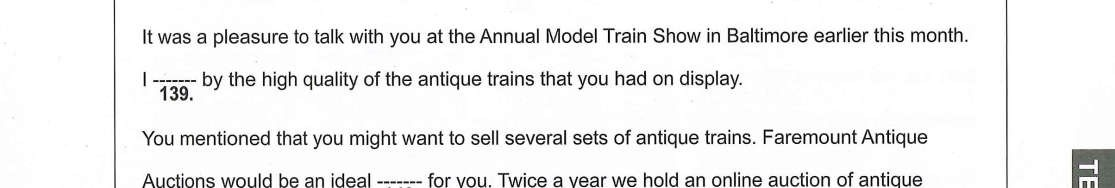 It was a pleasure to talk with you at the Annual Model Train Show in Baltimore earlier this month.
I ------- by the high quality of the antique trains that you had on display.
139.
You mentioned that you might want to sell several sets of antique trains. Faremount Antique
Auctions would be an ideal ------- for you. Twice a year we hold an online auction of antique